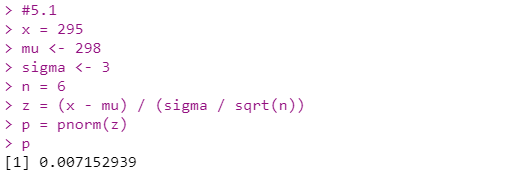 > #5.1
> x = 295
> mu <- 298
> sigma <- 3
> n = 6
> z = (x - mu) / (sigma / sqrt(n))
> p = pnorm(z)
> p
[1] 0.007152939